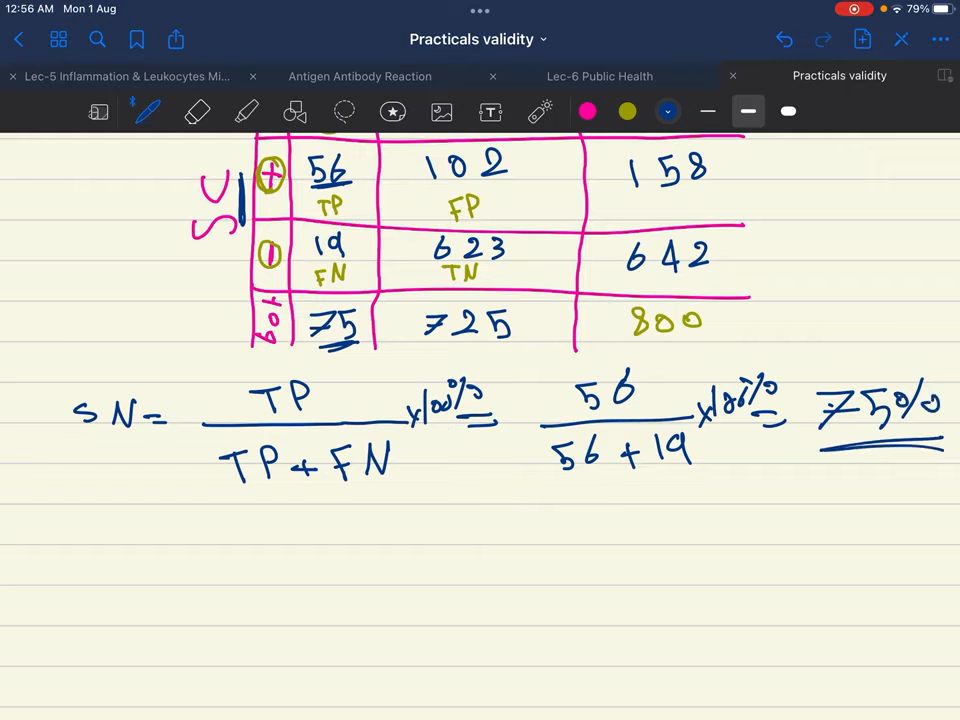 12:56 AM Mon 1 Aug 79%
Practicals validity
Lec-5 Inflammation & Leukocytes Mi... Antigen Antibody Reaction Lec-6 Public Health Practicals validity
+ 56 102 158
TP FP
SC
- 19 623 642
FN TN
75 725 800
SN = TP / TP + FN x100% = 56 / 56 + 19 x100% = 75%